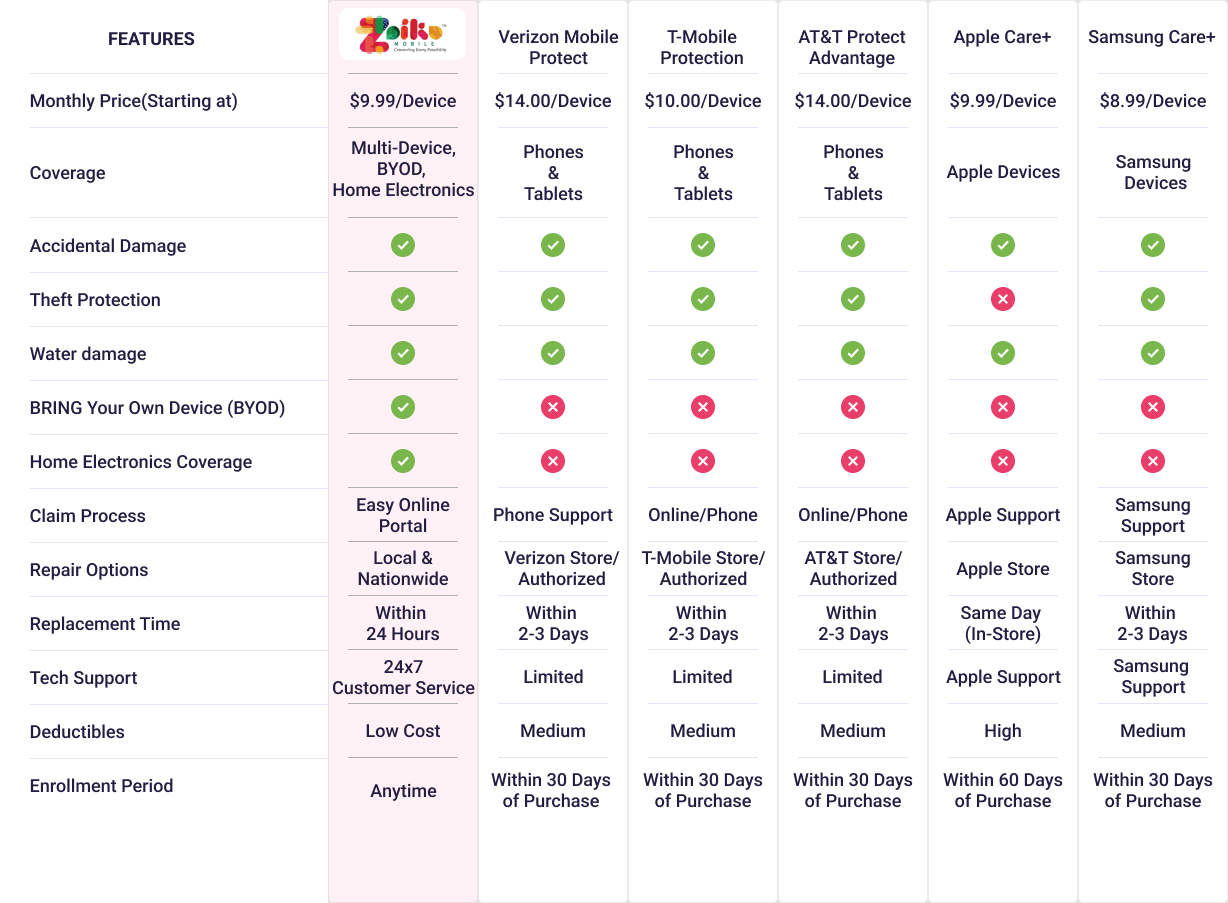 FEATURES
Zoiko™
MOBILE
Connecting Every Possibility
Verizon Mobile
Protect
T-Mobile
Protection
AT&T Protect
Advantage
Apple Care+
Samsung Care+
Monthly Price(Starting at)
$9.99/Device
$14.00/Device
$10.00/Device
$14.00/Device
$9.99/Device
$8.99/Device
Coverage
Multi-Device,
BYOD,
Home Electronics
Phones
&
Tablets
Phones
&
Tablets
Phones
&
Tablets
Apple Devices
Samsung
Devices
Accidental Damage
Theft Protection
Water damage
BRING Your Own Device (BYOD)
Home Electronics Coverage
Claim Process
Easy Online
Portal
Phone Support
Online/Phone
Online/Phone
Apple Support
Samsung
Support
Repair Options
Local &
Nationwide
Verizon Store/
Authorized
T-Mobile Store/
Authorized
AT&T Store/
Authorized
Apple Store
Samsung
Store
Replacement Time
Within
24 Hours
Within
2-3 Days
Within
2-3 Days
Within
2-3 Days
Same Day
(In-Store)
Within
2-3 Days
Tech Support
24x7
Customer Service
Limited
Limited
Limited
Apple Support
Samsung
Support
Deductibles
Low Cost
Medium
Medium
Medium
High
Medium
Enrollment Period
Anytime
Within 30 Days
of Purchase
Within 30 Days
of Purchase
Within 30 Days
of Purchase
Within 60 Days
of Purchase
Within 30 Days
of Purchase